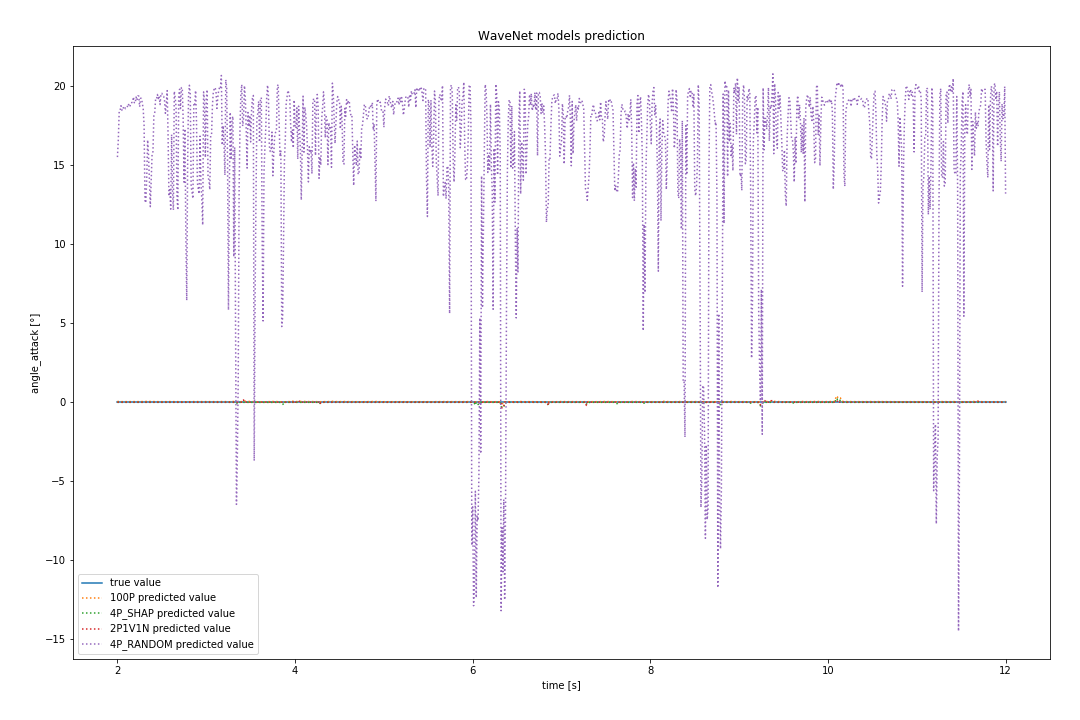 WaveNet models prediction
20
15
10
5
0
−5
−10
−15
angle_attack [°]
true value
100P predicted value
4P_SHAP predicted value
2P1V1N predicted value
4P_RANDOM predicted value
2
4
6
8
10
12
time [s]